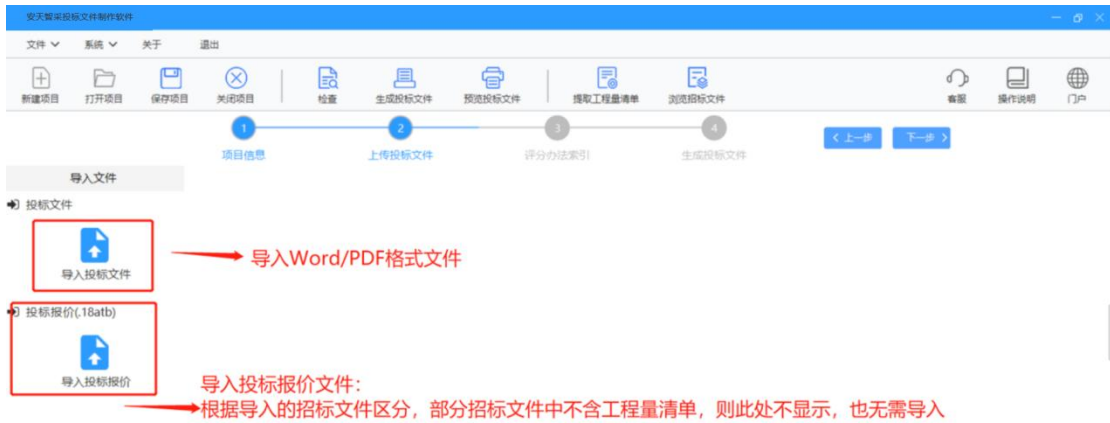 安天智采投标文件制作软件
文件 系统 关于 退出
新建项目 打开项目 保存项目 关闭项目 检查 生成投标文件 预览投标文件 提取工程量清单 浏览招标文件 客服 操作说明 门户
1 2 3 4
项目信息 上传投标文件 评分办法索引 生成投标文件
< 上一步 下一步 >
导入文件
投标文件
导入投标文件
导入Word/PDF格式文件
投标报价(.18atb)
导入投标报价
导入投标报价文件:
根据导入的招标文件区分，部分招标文件中不含工程量清单，则此处不显示，也无需导入